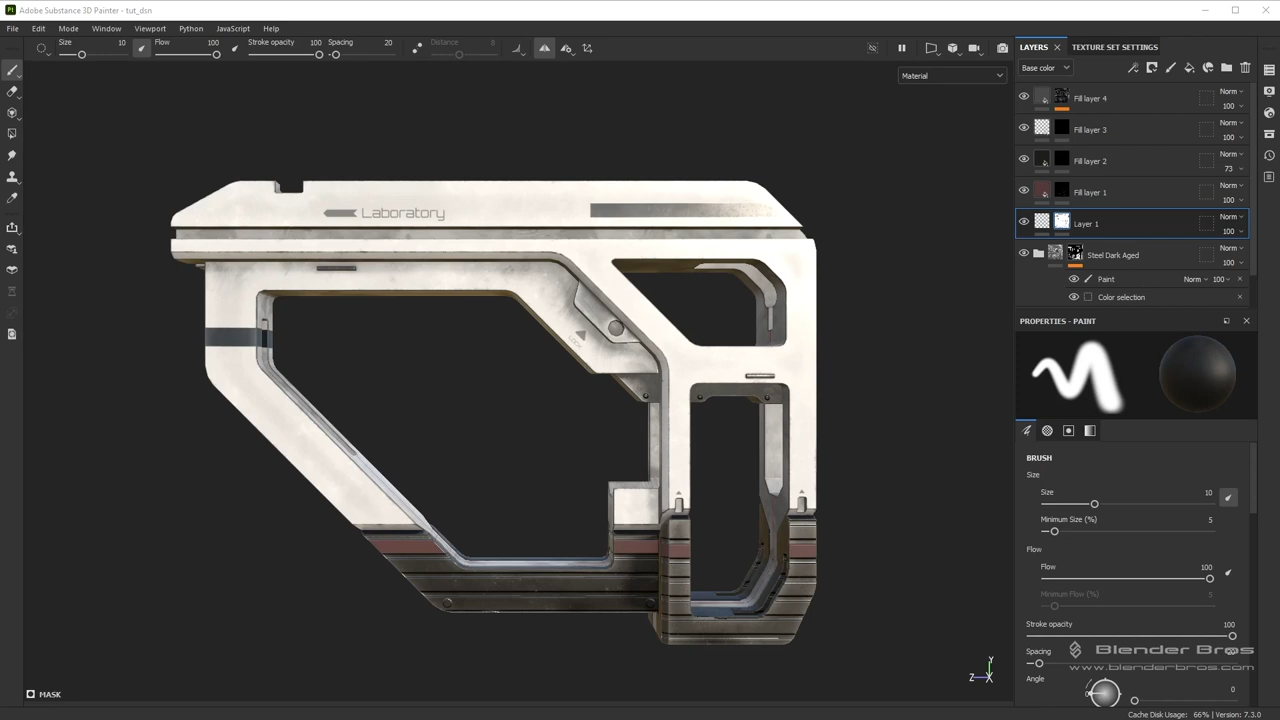 Pt Adobe Substance 3D Painter - tut_dsn
File Edit Mode Window Viewport Python JavaScript Help
Size 10 Flow 100 Stroke opacity 100 Spacing 20 Distance 8
Material
LAYERS TEXTURE SET SETTINGS
Base color
Fill layer 4 Norm 100
Fill layer 3 Norm 100
Fill layer 2 Norm 73
Fill layer 1 Norm 100
Layer 1 Norm 100
Steel Dark Aged Norm 100
Paint Norm 100
Color selection
Laboratory
LOCK
PROPERTIES - PAINT
BRUSH
Size
Size 10
Minimum Size (%) 5
Flow
Flow 100
Minimum Flow (%) 5
Stroke opacity 100
Spacing 20
Blender Bros
www.blenderbros.com
Angle 0
Y
Z X
MASK
Cache Disk Usage: 66% | Version: 7.3.0